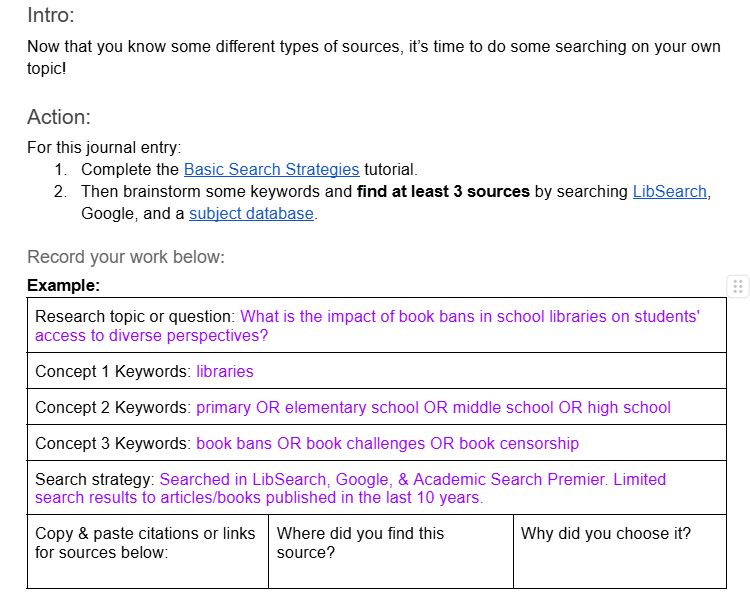 Intro:
Now that you know some different types of sources, it’s time to do some searching on your own
topic!
Action:
For this journal entry:
1. Complete the Basic Search Strategies tutorial.
2. Then brainstorm some keywords and find at least 3 sources by searching LibSearch,
Google, and a subject database.
Record your work below:
Example:
Research topic or question: What is the impact of book bans in school libraries on students'
access to diverse perspectives?
Concept 1 Keywords: libraries
Concept 2 Keywords: primary OR elementary school OR middle school OR high school
Concept 3 Keywords: book bans OR book challenges OR book censorship
Search strategy: Searched in LibSearch, Google, & Academic Search Premier. Limited
search results to articles/books published in the last 10 years.
Copy & paste citations or links
for sources below:
Where did you find this
source?
Why did you choose it?